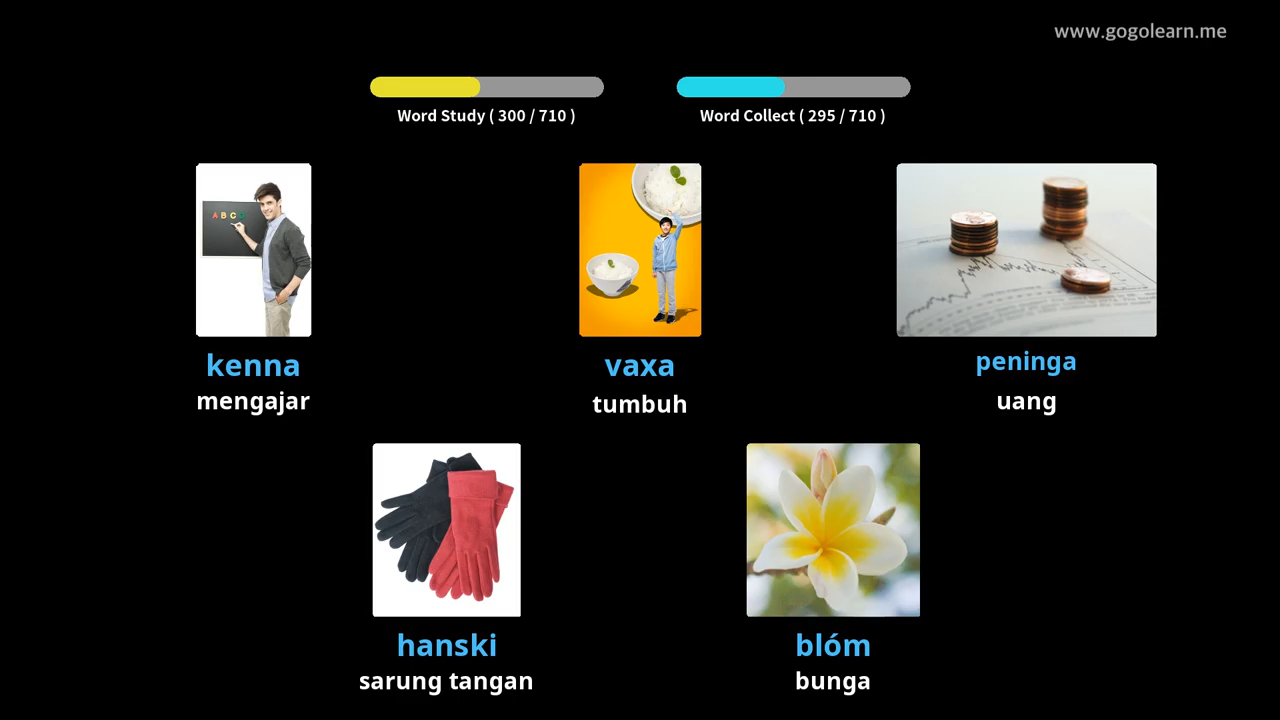 www.gogolearn.me
Word Study ( 300 / 710 )
Word Collect ( 295 / 710 )
A B C D
kenna
mengajar
vaxa
tumbuh
peninga
uang
hanski
sarung tangan
blóm
bunga